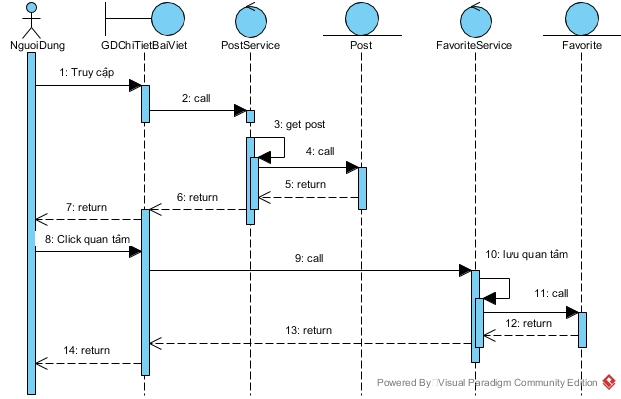 NguoiDung GDChiTietBaiViet PostService Post FavoriteService Favorite
1: Truy cập
2: call
3: get post
4: call
5: return
6: return
7: return
8: Click quan tâm
9: call
10: lưu quan tâm
11: call
12: return
13: return
14: return
Powered By Visual Paradigm Community Edition